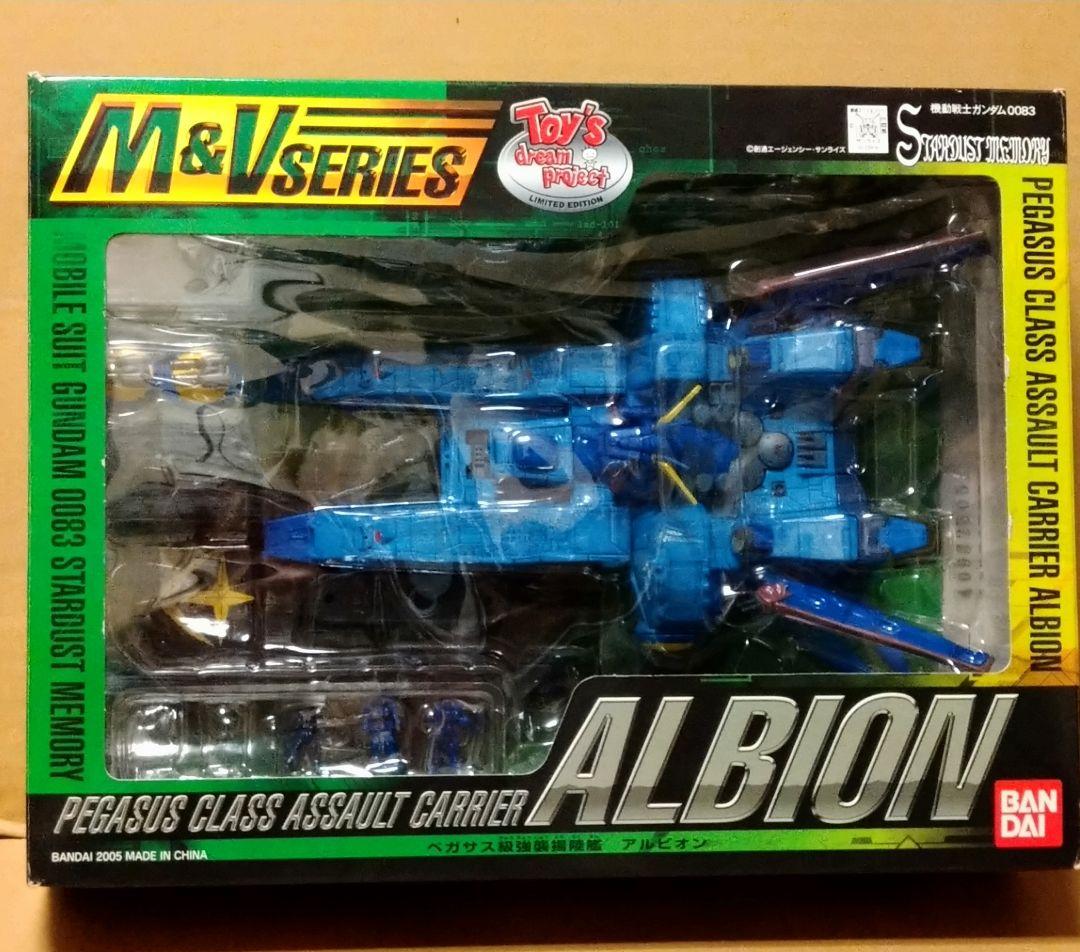 M&V SERIES
Toy's
dream
project
LIMITED EDITION
機動戦士ガンダム0083
STARDUST MEMORY
©創通エージェンシー・サンライズ
PEGASUS CLASS ASSAULT CARRIER ALBION
MOBILE SUIT GUNDAM 0083 STARDUST MEMORY
ALBION
PEGASUS CLASS ASSAULT CARRIER
ペガサス級強襲揚陸艦 アルビオン
BANDAI 2005 MADE IN CHINA
BAN
DAI